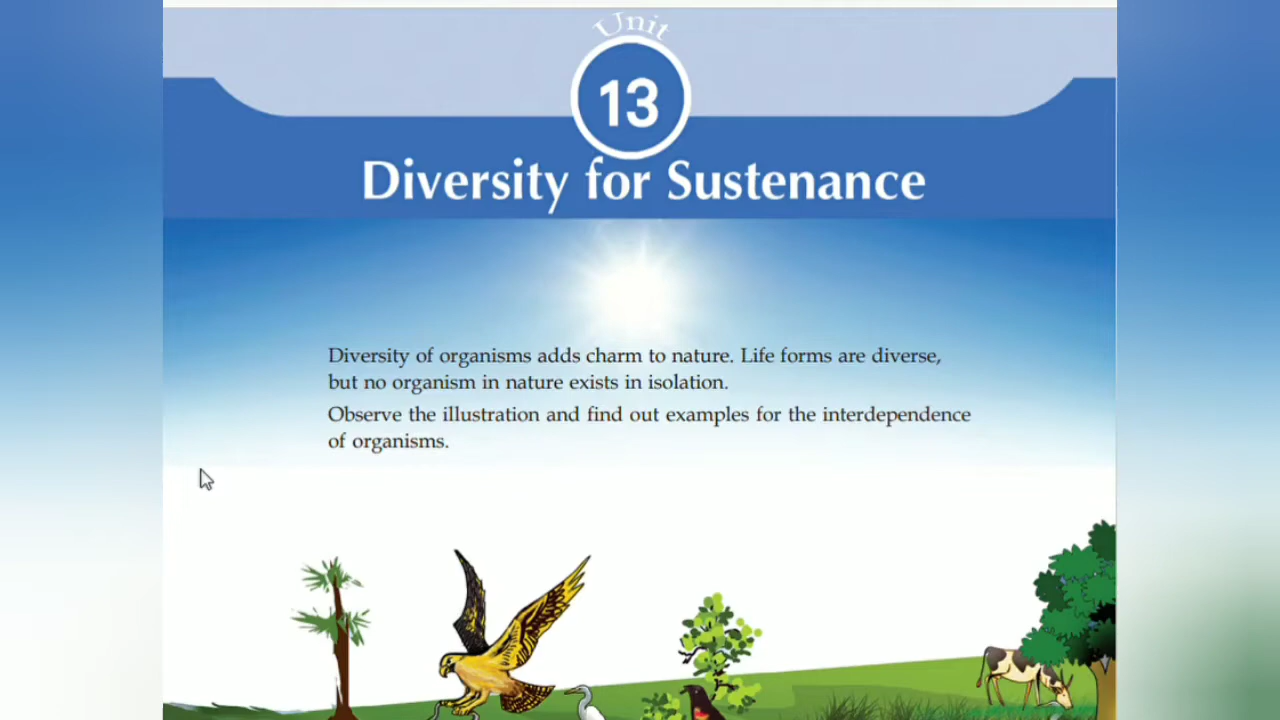 Unit
13
Diversity for Sustenance
Diversity of organisms adds charm to nature. Life forms are diverse,
but no organism in nature exists in isolation.
Observe the illustration and find out examples for the interdependence
of organisms.